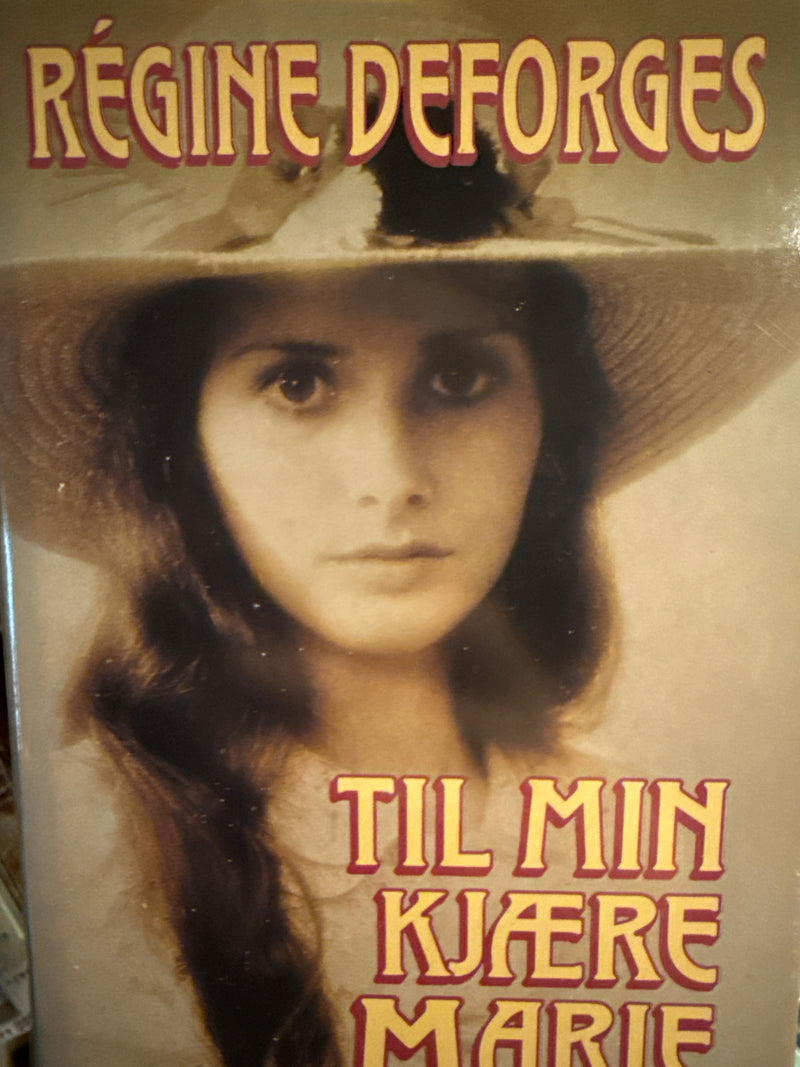 RÉGINE DEFORGES
TIL MIN
KJÆRE
MARIE